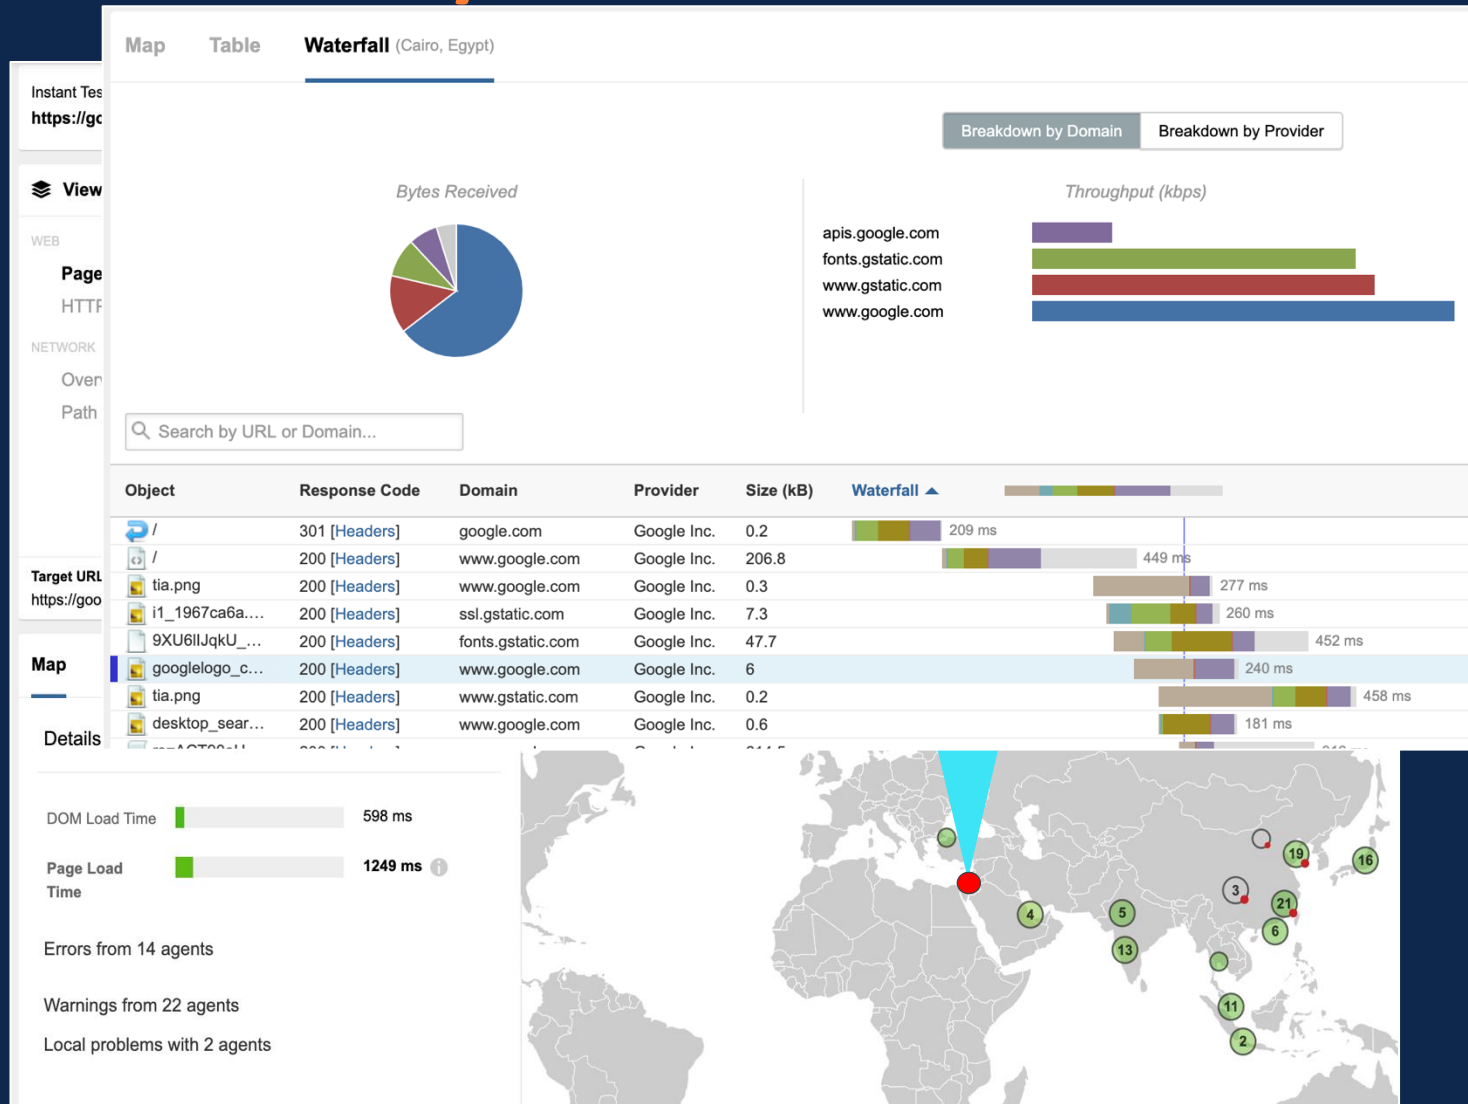 Map Table Waterfall (Cairo, Egypt)
Instant Tes
https://go
Breakdown by Domain Breakdown by Provider
View
Bytes Received
Throughput (kbps)
WEB
apis.google.com
fonts.gstatic.com
www.gstatic.com
www.google.com
Page
HTTP
NETWORK
Over
Path
Search by URL or Domain...
Object Response Code Domain Provider Size (kB) Waterfall
/ 301 [Headers] google.com Google Inc. 0.2 209 ms
/ 200 [Headers] www.google.com Google Inc. 206.8 449 ms
tia.png 200 [Headers] www.google.com Google Inc. 0.3 277 ms
i1_1967ca6a.... 200 [Headers] ssl.gstatic.com Google Inc. 7.3 260 ms
9XU6lIJqkU_... 200 [Headers] fonts.gstatic.com Google Inc. 47.7 452 ms
googlelogo_c... 200 [Headers] www.google.com Google Inc. 6 240 ms
tia.png 200 [Headers] www.gstatic.com Google Inc. 0.2 458 ms
desktop_sear... 200 [Headers] www.google.com Google Inc. 0.6 181 ms
Target URL
https://goo
Map
Details
DOM Load Time 598 ms
Page Load Time 1249 ms
Errors from 14 agents
Warnings from 22 agents
Local problems with 2 agents
19
16
3
21
4
5
6
13
11
2